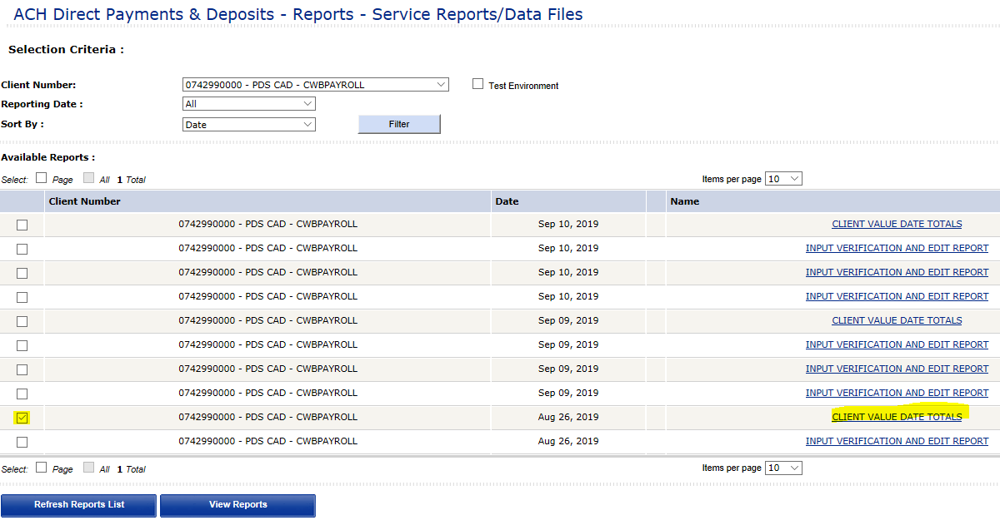 ACH Direct Payments & Deposits - Reports - Service Reports/Data Files
Selection Criteria :
Client Number: 0742990000 - PDS CAD - CWBPAYROLL Test Environment
Reporting Date : All
Sort By : Date Filter
Available Reports :
Select: Page All 1 Total Items per page 10
Client Number Date Name
0742990000 - PDS CAD - CWBPAYROLL Sep 10, 2019 CLIENT VALUE DATE TOTALS
0742990000 - PDS CAD - CWBPAYROLL Sep 10, 2019 INPUT VERIFICATION AND EDIT REPORT
0742990000 - PDS CAD - CWBPAYROLL Sep 10, 2019 INPUT VERIFICATION AND EDIT REPORT
0742990000 - PDS CAD - CWBPAYROLL Sep 10, 2019 INPUT VERIFICATION AND EDIT REPORT
0742990000 - PDS CAD - CWBPAYROLL Sep 09, 2019 CLIENT VALUE DATE TOTALS
0742990000 - PDS CAD - CWBPAYROLL Sep 09, 2019 INPUT VERIFICATION AND EDIT REPORT
0742990000 - PDS CAD - CWBPAYROLL Sep 09, 2019 INPUT VERIFICATION AND EDIT REPORT
0742990000 - PDS CAD - CWBPAYROLL Sep 09, 2019 INPUT VERIFICATION AND EDIT REPORT
0742990000 - PDS CAD - CWBPAYROLL Aug 26, 2019 CLIENT VALUE DATE TOTALS
0742990000 - PDS CAD - CWBPAYROLL Aug 26, 2019 INPUT VERIFICATION AND EDIT REPORT
Select: Page All 1 Total Items per page 10
Refresh Reports List View Reports